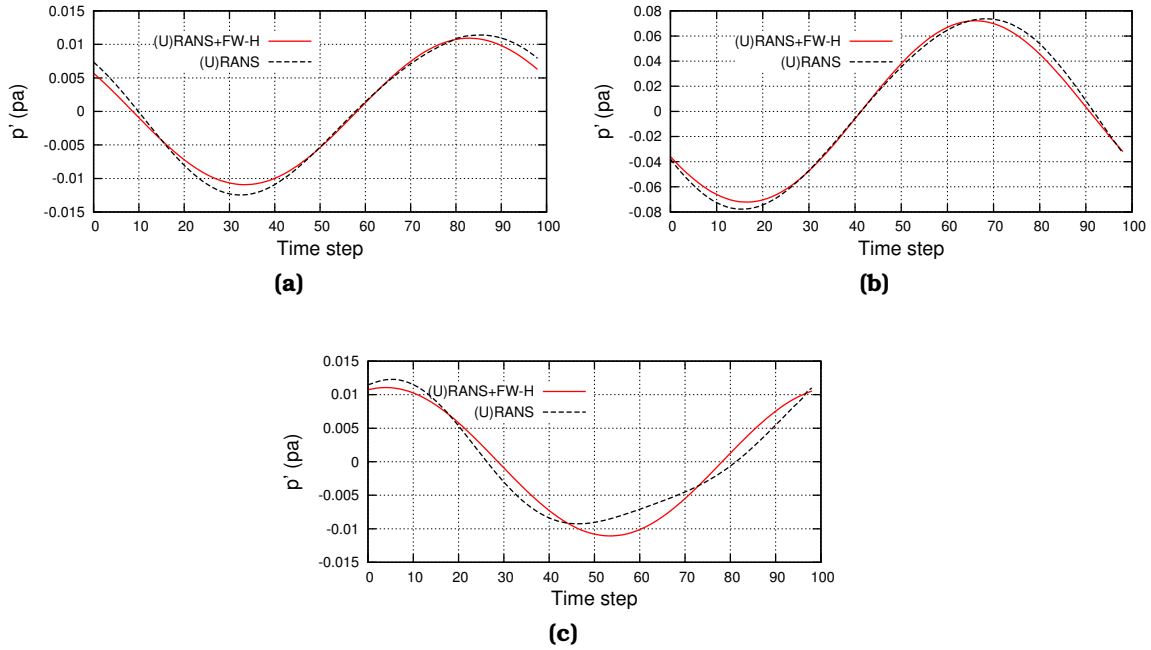 0.015
0.01
0.005
0
-0.005
-0.01
-0.015
p' (pa)
(U)RANS+FW-H
(U)RANS
0 10 20 30 40 50 60 70 80 90 100
Time step
(a)
0.08
0.06
0.04
0.02
0
-0.02
-0.04
-0.06
-0.08
p' (pa)
(U)RANS+FW-H
(U)RANS
0 10 20 30 40 50 60 70 80 90 100
Time step
(b)
0.015
0.01
0.005
0
-0.005
-0.01
-0.015
p' (pa)
(U)RANS+FW-H
(U)RANS
0 10 20 30 40 50 60 70 80 90 100
Time step
(c)